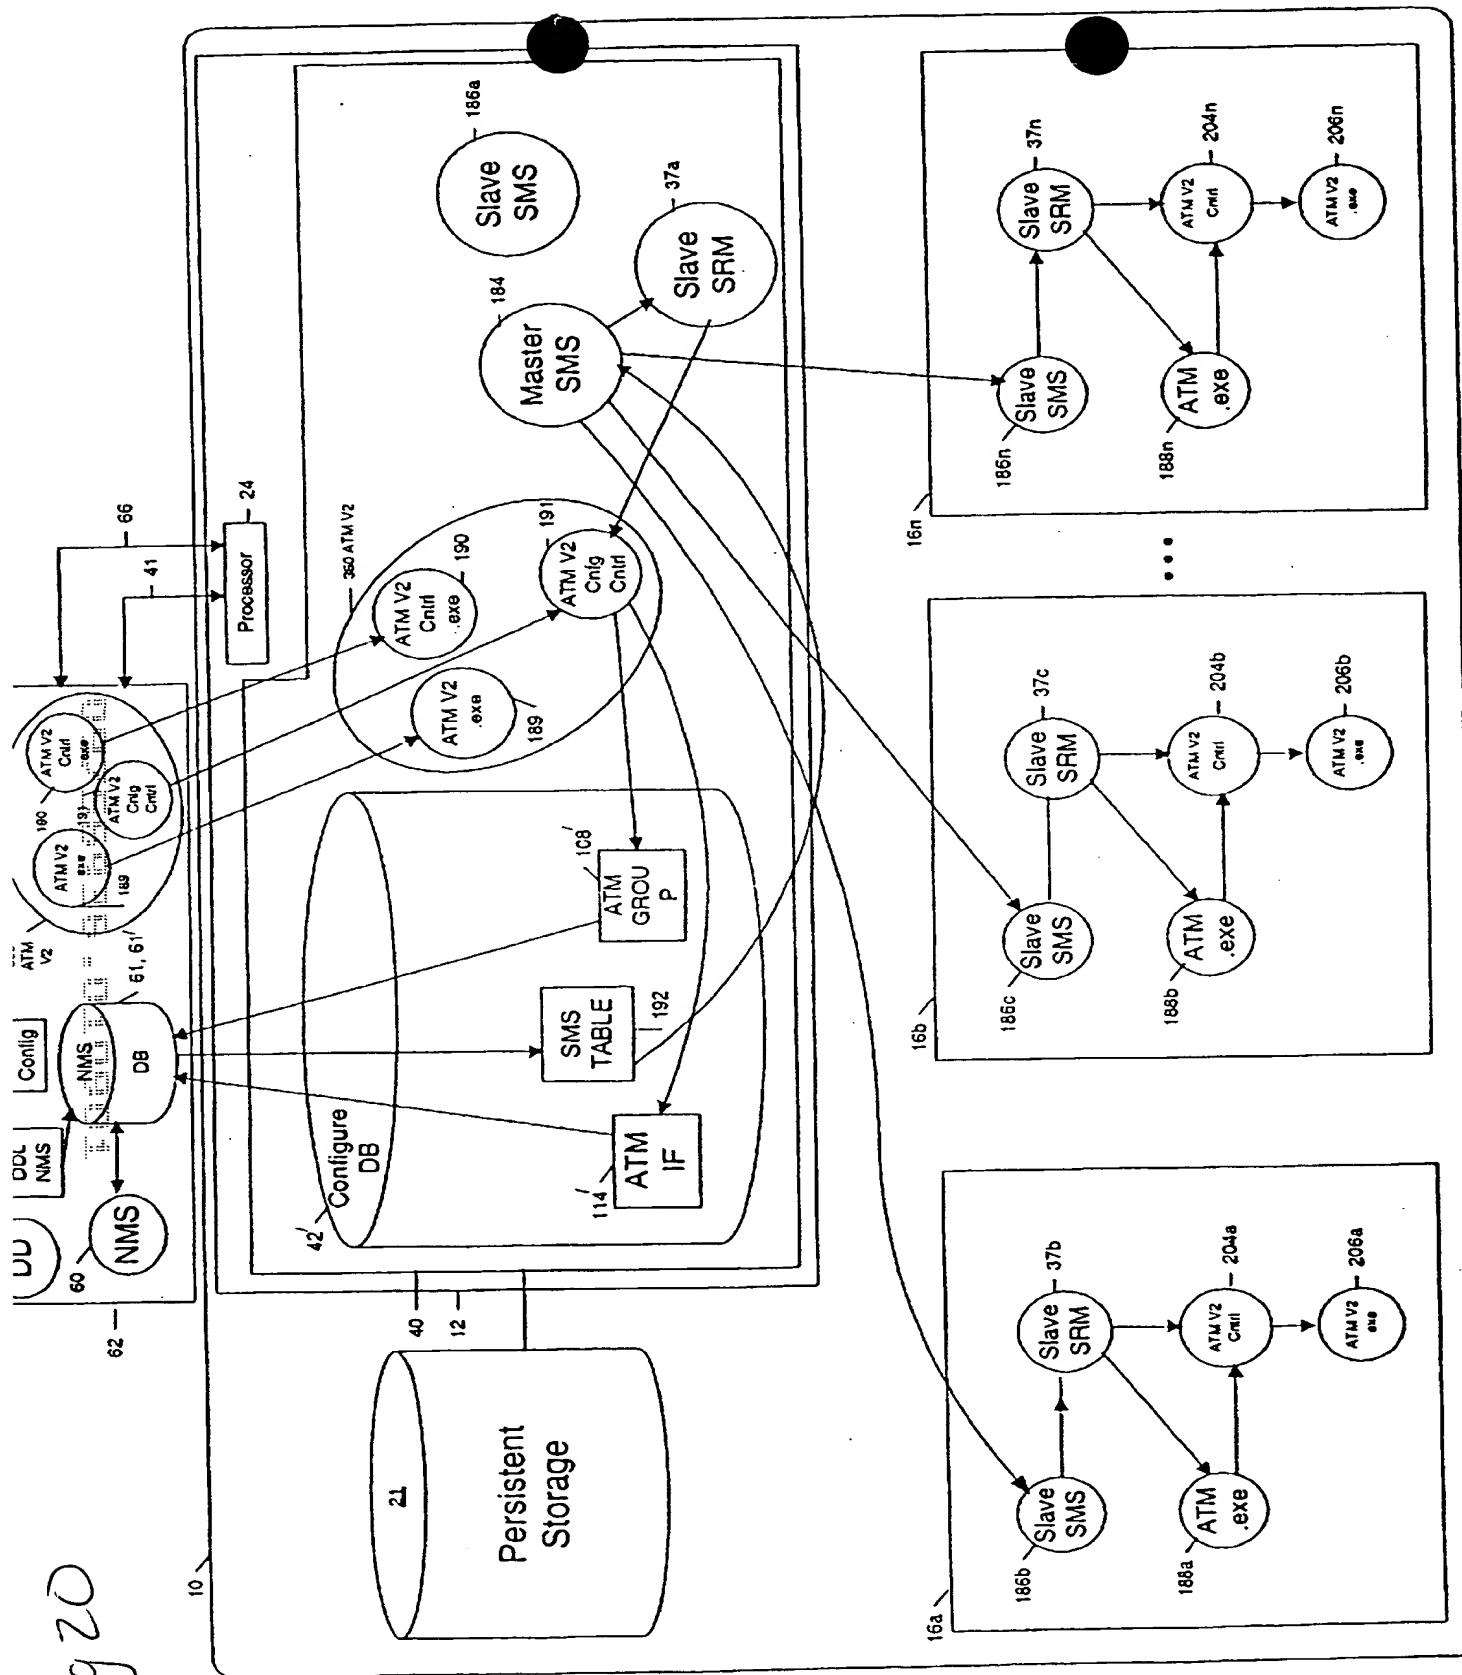 g 20
DD
60
NMS
62
DDL
NMS
Config
NMS
DB
61, 61'
ATM
V2
ATM V2
.exe
189
190
ATM V2
Cntrl
.exe
191
ATM V2
Cnfg
Cntrl
41
66
Processor
24
10
21
Persistent
Storage
40
12
42'
Configure
DB
114'
ATM
IF
SMS
TABLE
192
108'
ATM
GROU
P
360 ATM V2
ATM V2
.exe
189
ATM V2
Cntrl
.exe
190
191
ATM V2
Cnfg
Cntrl
Master
SMS
184
Slave
SMS
186a
Slave
SRM
37a
16a
Slave
SMS
186b
Slave
SRM
37b
ATM
.exe
188a
ATM V2
Cntrl
204a
ATM V2
.exe
206a
16b
Slave
SMS
186c
Slave
SRM
37c
ATM
.exe
188b
ATM V2
Cntrl
204b
ATM V2
.exe
206b
•••
16n
Slave
SMS
186n
Slave
SRM
37n
ATM
.exe
188n
ATM V2
Cntrl
204n
ATM V2
.exe
206n